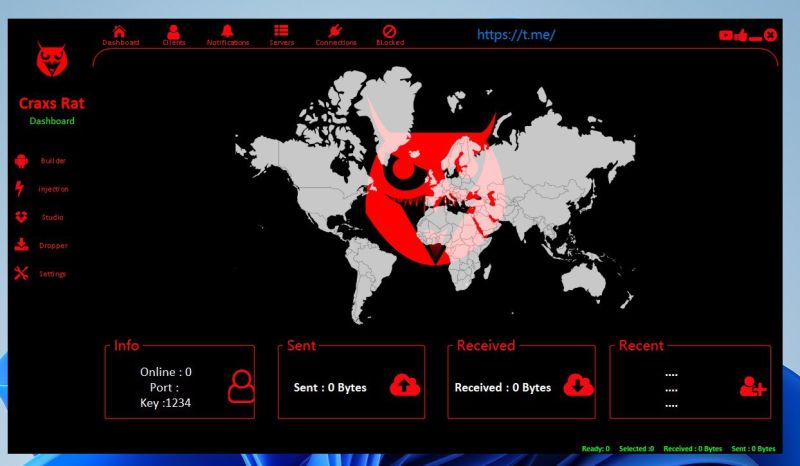 Dashboard Clients Notifications Servers Connections BLocked
https://t.me/
Craxs Rat
Dashboard
Builder
injection
Studio
Dropper
Settings
Info
Online : 0
Port :
Key :1234
Sent
Sent : 0 Bytes
Received
Received : 0 Bytes
Recent
....
....
....
Ready: 0 Selected :0 Received : 0 Bytes Sent : 0 Bytes